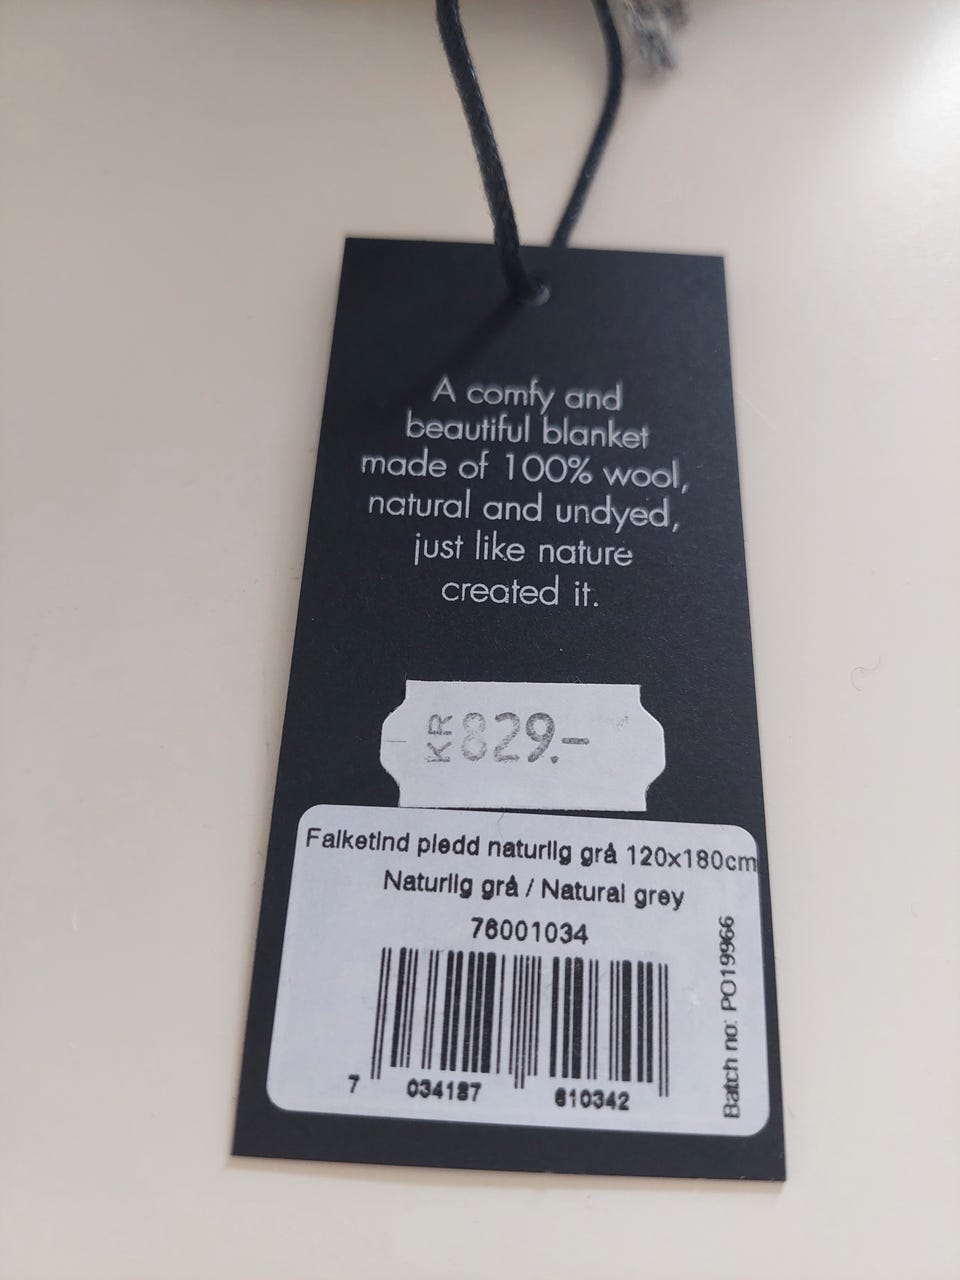 A comfy and
beautiful blanket
made of 100% wool,
natural and undyed,
just like nature
created it.
KR 829.-
Falketind pledd naturlig grå 120x180cm
Naturlig grå / Natural grey
76001034
7 034187 610342
Batch no: PO19966